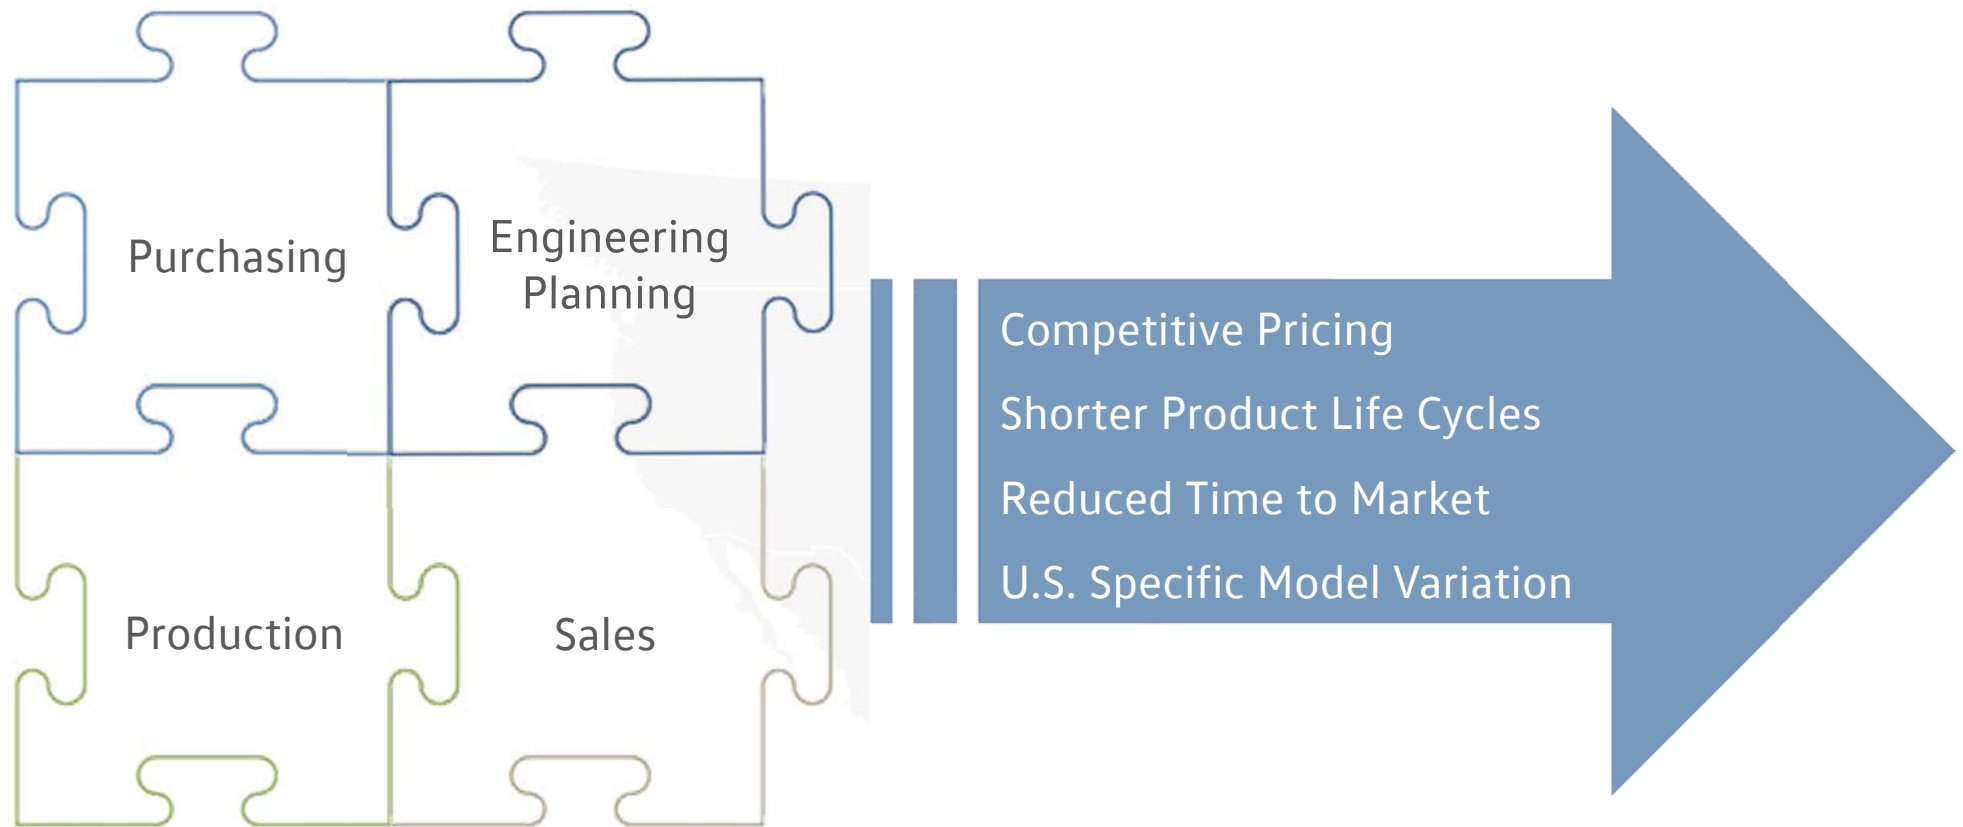 Purchasing
Engineering
Planning
Production
Sales
Competitive Pricing
Shorter Product Life Cycles
Reduced Time to Market
U.S. Specific Model Variation